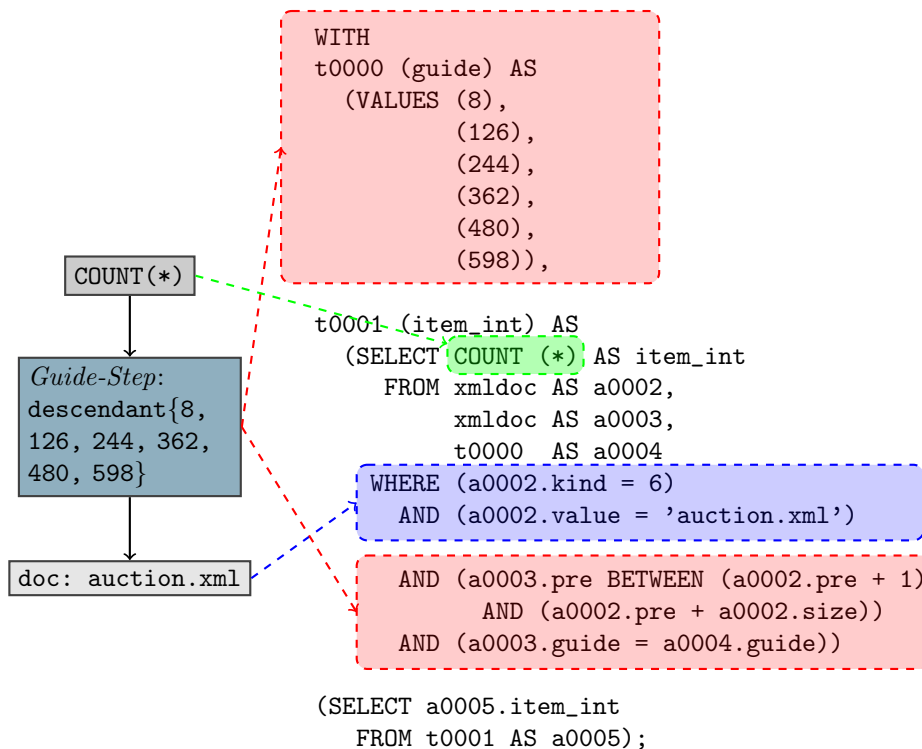 WITH
t0000 (guide) AS
(VALUES (8),
(126),
(244),
(362),
(480),
(598)),
COUNT(*)
t0001 (item_int) AS
(SELECT COUNT (*) AS item_int
FROM xmldoc AS a0002,
xmldoc AS a0003,
t0000 AS a0004
Guide-Step:
descendant{8,
126, 244, 362,
480, 598}
WHERE (a0002.kind = 6)
AND (a0002.value = ’auction.xml’)
doc: auction.xml
AND (a0003.pre BETWEEN (a0002.pre + 1)
AND (a0002.pre + a0002.size))
AND (a0003.guide = a0004.guide))
(SELECT a0005.item_int
FROM t0001 AS a0005);